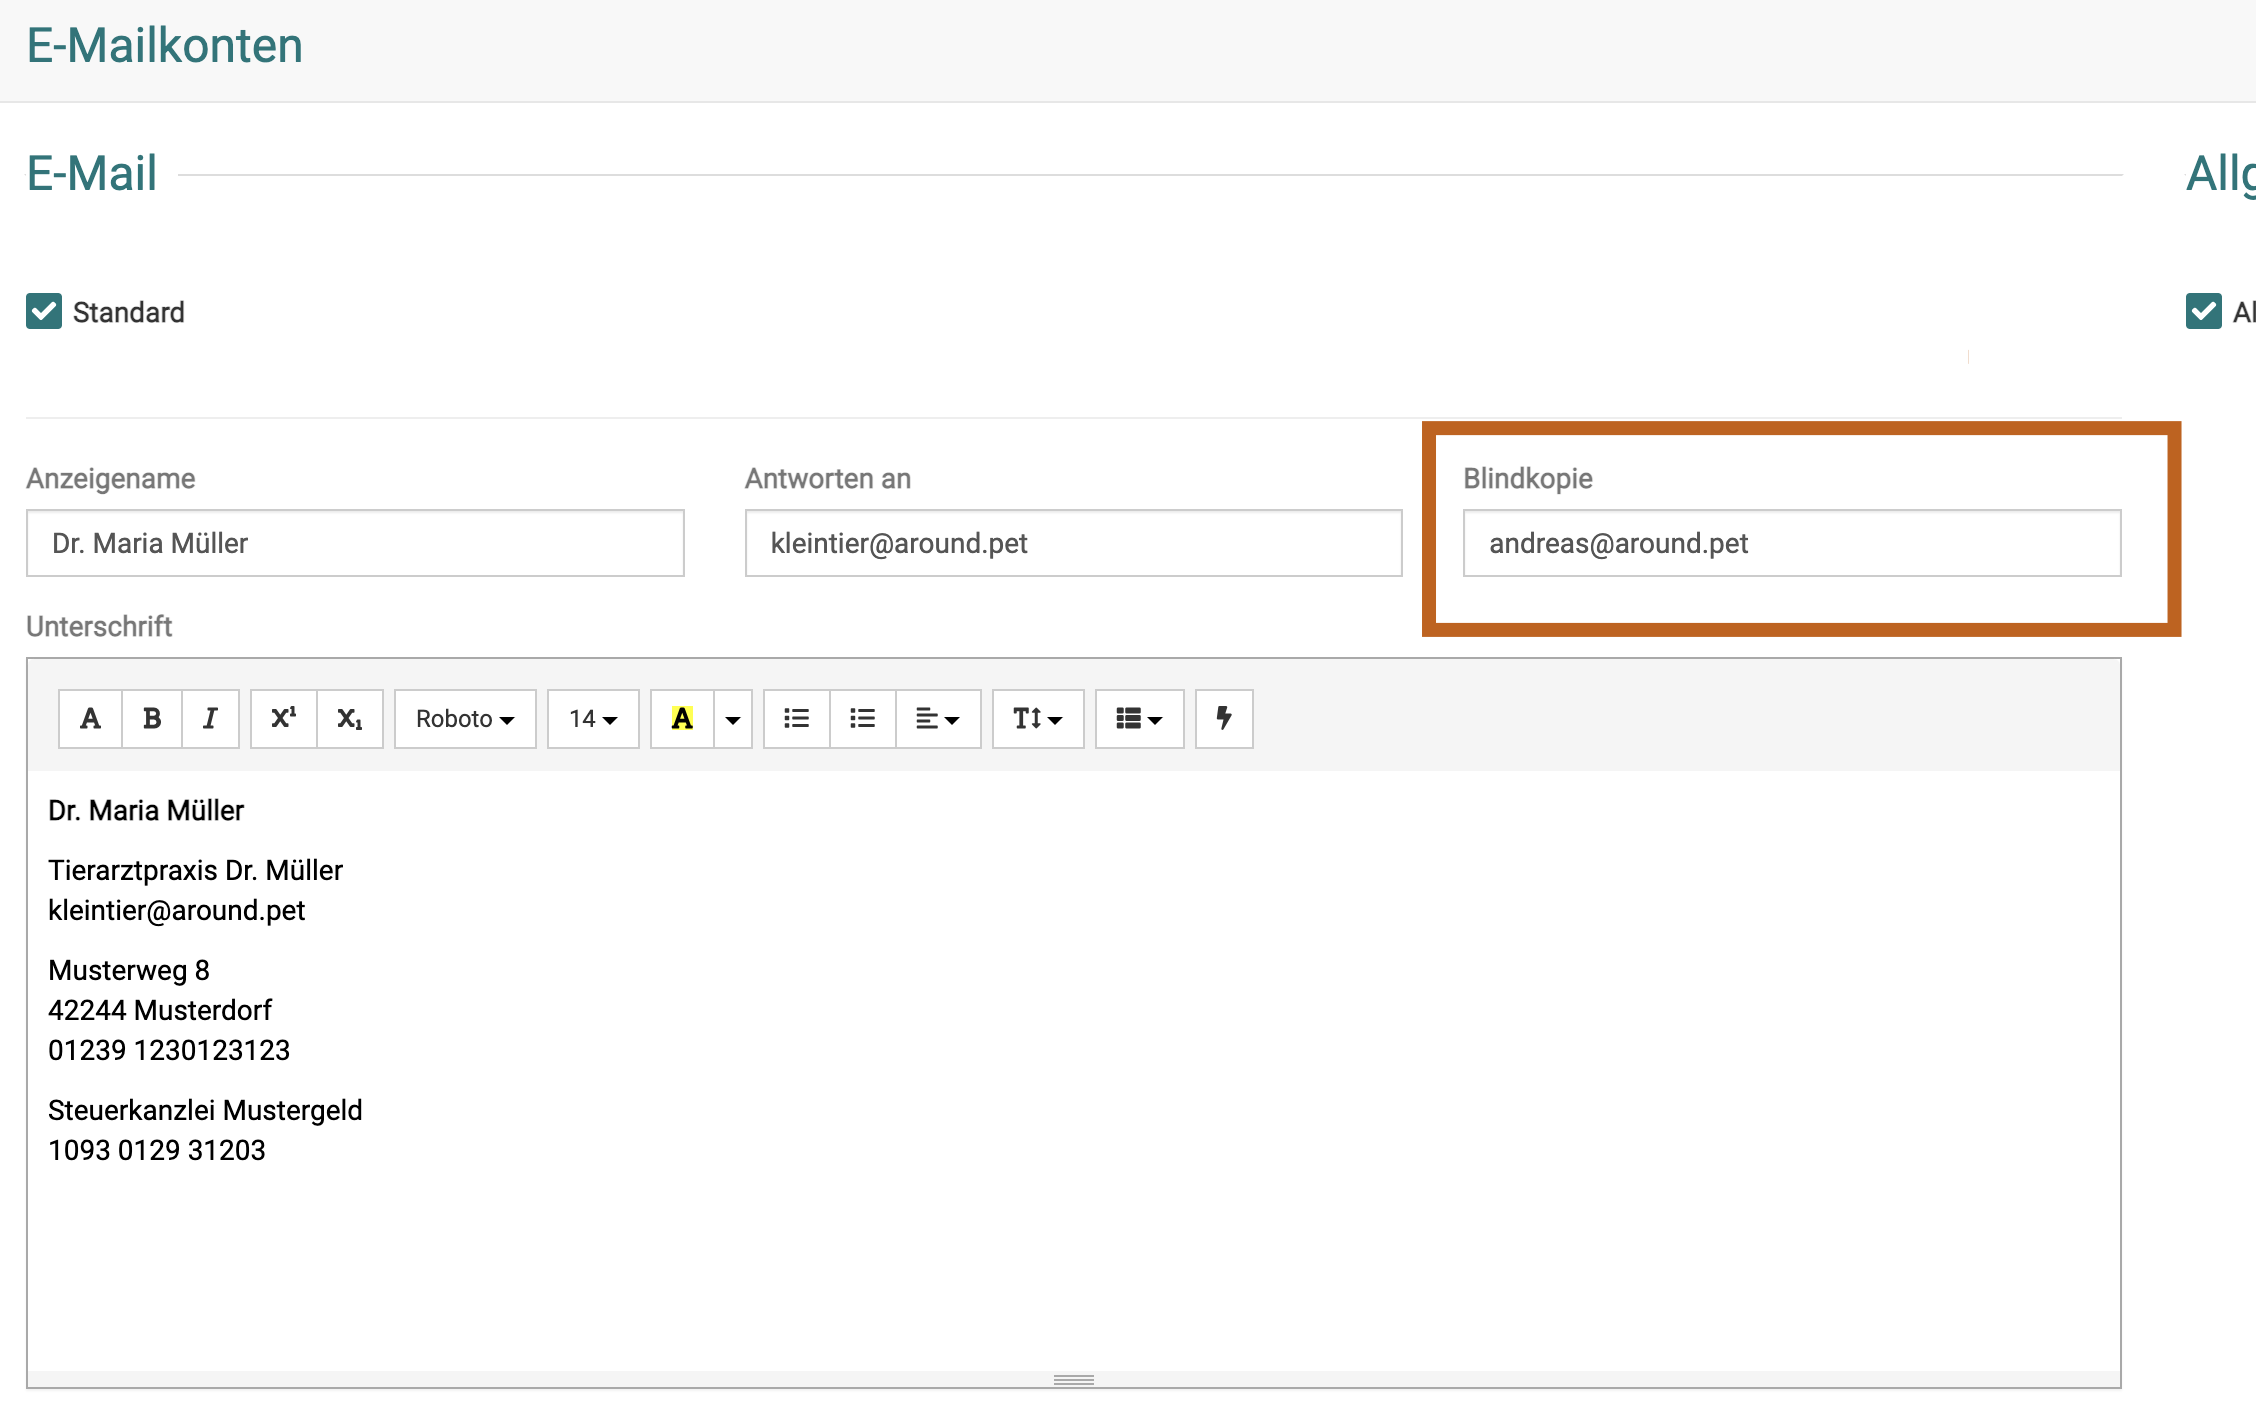 E-Mailkonten
E-Mail
Allg
Standard
Al
Anzeigename
Antworten an
Blindkopie
Dr. Maria Müller
kleintier@around.pet
andreas@around.pet
Unterschrift
A B I X¹ X₁ Roboto 14 A T
Dr. Maria Müller
Tierarztpraxis Dr. Müller
kleintier@around.pet
Musterweg 8
42244 Musterdorf
01239 1230123123
Steuerkanzlei Mustergeld
1093 0129 31203